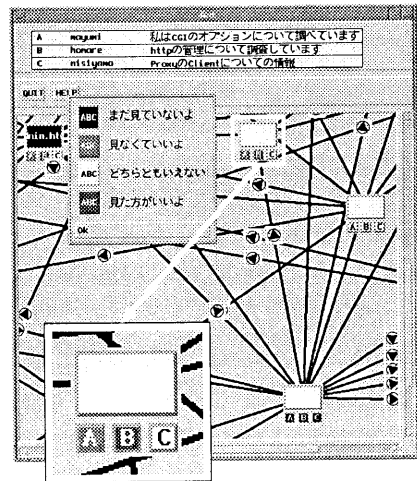 A mayumi 私はCGIのオプションについて調べています
B homare httpの管理について調査しています
C nisiyama ProxyのClientについての情報
QUIT HELP
ABC まだ見ていないよ
ABC 見なくていいよ
ABC どちらともいえない
ABC 見た方がいいよ
Ok
min.ht
A B C
A B C
A B C
A B C